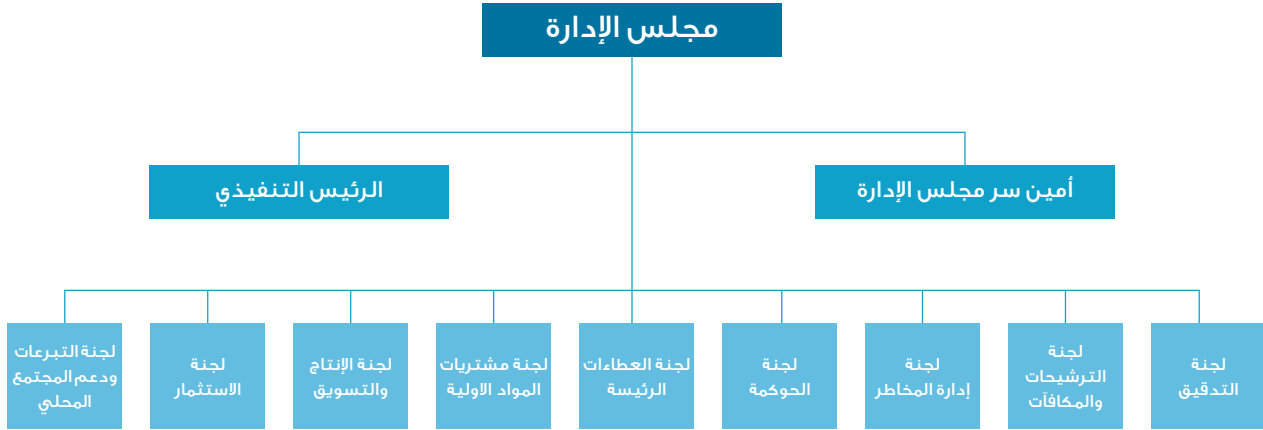 مجلس الإدارة
أمين سر مجلس الإدارة
الرئيس التنفيذي
لجنة
التدقيق
لجنة
الترشيحات
والمكافآت
لجنة
إدارة المخاطر
لجنة
الحوكمة
لجنة العطاءات
الرئيسة
لجنة مشتريات
المواد الاولية
لجنة الإنتاج
والتسويق
لجنة
الاستثمار
لجنة التبرعات
ودعم المجتمع
المحلي